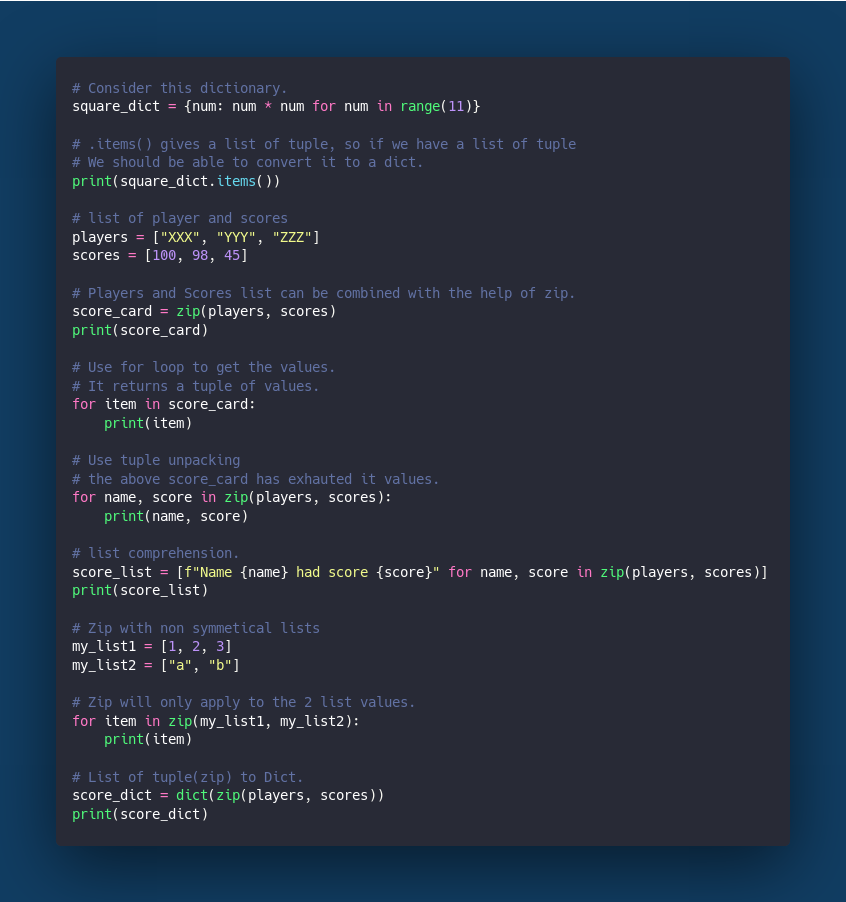 # Consider this dictionary.
square_dict = {num: num * num for num in range(11)}
# .items() gives a list of tuple, so if we have a list of tuple
# We should be able to convert it to a dict.
print(square_dict.items())
# list of player and scores
players = ["XXX", "YYY", "ZZZ"]
scores = [100, 98, 45]
# Players and Scores list can be combined with the help of zip.
score_card = zip(players, scores)
print(score_card)
# Use for loop to get the values.
# It returns a tuple of values.
for item in score_card:
    print(item)
# Use tuple unpacking
# the above score_card has exhauted it values.
for name, score in zip(players, scores):
    print(name, score)
# list comprehension.
score_list = [f"Name {name} had score {score}" for name, score in zip(players, scores)]
print(score_list)
# Zip with non symmetical lists
my_list1 = [1, 2, 3]
my_list2 = ["a", "b"]
# Zip will only apply to the 2 list values.
for item in zip(my_list1, my_list2):
    print(item)
# List of tuple(zip) to Dict.
score_dict = dict(zip(players, scores))
print(score_dict)